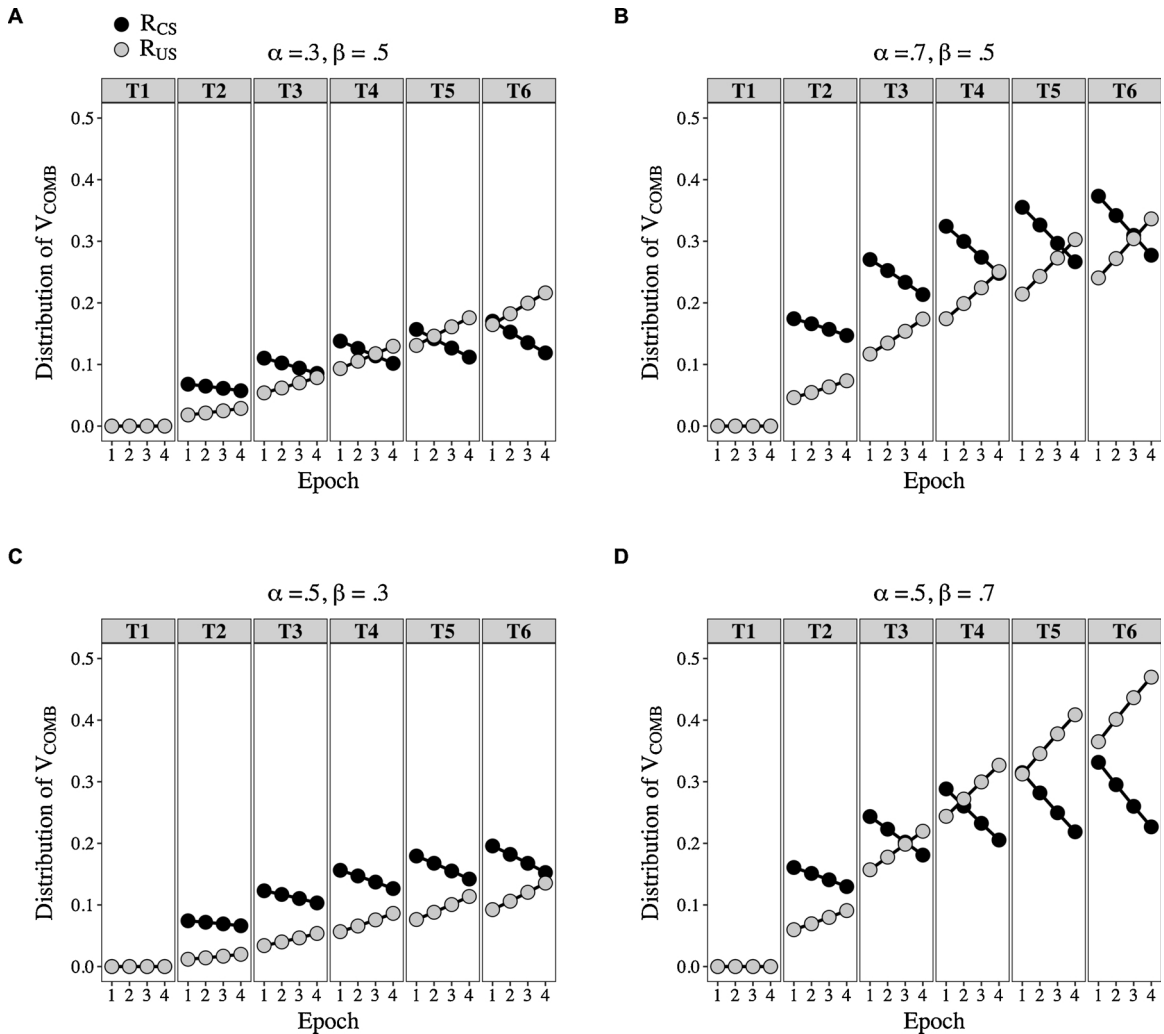 A
R_CS
R_US
α =.3, β = .5
T1 T2 T3 T4 T5 T6
Distribution of V_COMB
0.5
0.4
0.3
0.2
0.1
0.0
1 2 3 4 1 2 3 4 1 2 3 4 1 2 3 4 1 2 3 4 1 2 3 4
Epoch
B
α =.7, β = .5
T1 T2 T3 T4 T5 T6
Distribution of V_COMB
0.5
0.4
0.3
0.2
0.1
0.0
1 2 3 4 1 2 3 4 1 2 3 4 1 2 3 4 1 2 3 4 1 2 3 4
Epoch
C
α =.5, β = .3
T1 T2 T3 T4 T5 T6
Distribution of V_COMB
0.5
0.4
0.3
0.2
0.1
0.0
1 2 3 4 1 2 3 4 1 2 3 4 1 2 3 4 1 2 3 4 1 2 3 4
Epoch
D
α =.5, β = .7
T1 T2 T3 T4 T5 T6
Distribution of V_COMB
0.5
0.4
0.3
0.2
0.1
0.0
1 2 3 4 1 2 3 4 1 2 3 4 1 2 3 4 1 2 3 4 1 2 3 4
Epoch